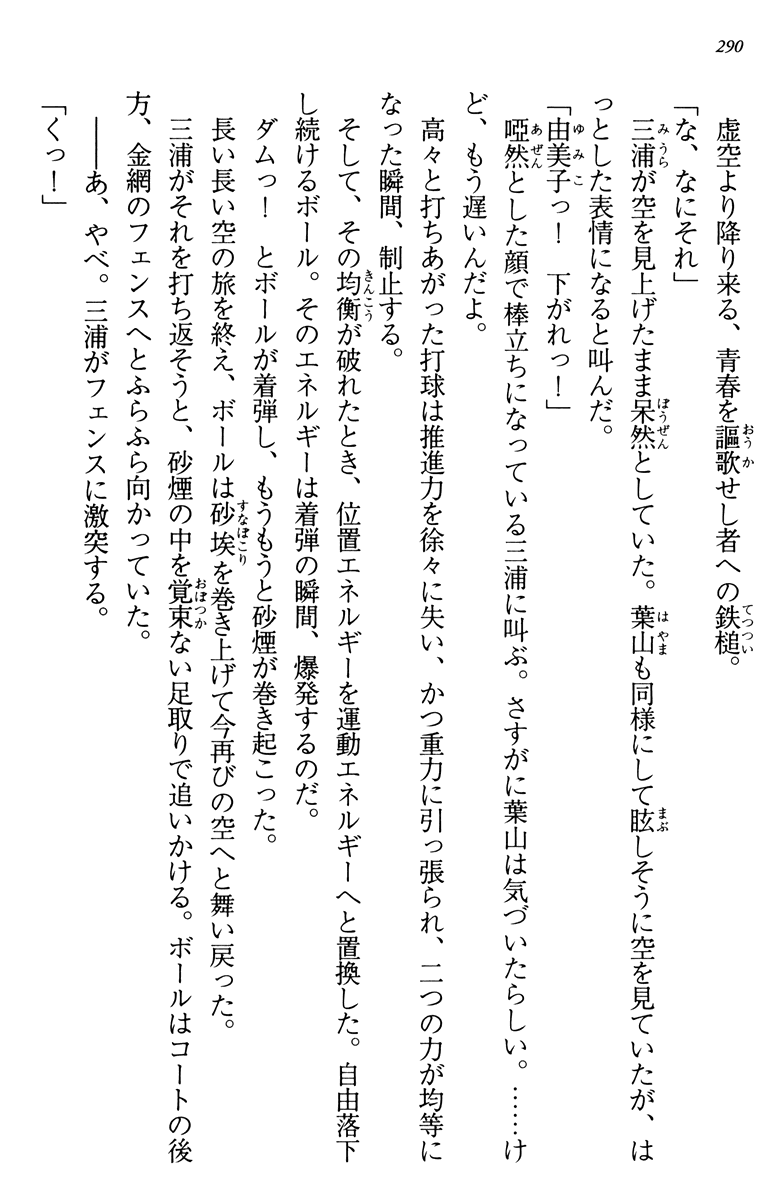 290
虚空より降り来る、青春を謳歌せし者への鉄槌。
「な、なにそれ」
三浦が空を見上げたまま呆然としていた。葉山も同様にして眩しそうに空を見ていたが、は
っとした表情になると叫んだ。
「由美子っ！　下がれっ！」
啞然とした顔で棒立ちになっている三浦に叫ぶ。さすがに葉山は気づいたらしい。……け
ど、もう遅いんだよ。
高々と打ちあがった打球は推進力を徐々に失い、かつ重力に引っ張られ、二つの力が均等に
なった瞬間、制止する。
そして、その均衡が破れたとき、位置エネルギーを運動エネルギーへと置換した。自由落下
し続けるボール。そのエネルギーは着弾の瞬間、爆発するのだ。
ダムっ！　とボールが着弾し、もうもうと砂煙が巻き起こった。
長い長い空の旅を終え、ボールは砂埃を巻き上げて今再びの空へと舞い戻った。
三浦がそれを打ち返そうと、砂煙の中を覚束ない足取りで追いかける。ボールはコートの後
方、金網のフェンスへとふらふら向かっていた。
――あ、やべ。三浦がフェンスに激突する。
「くっ！」